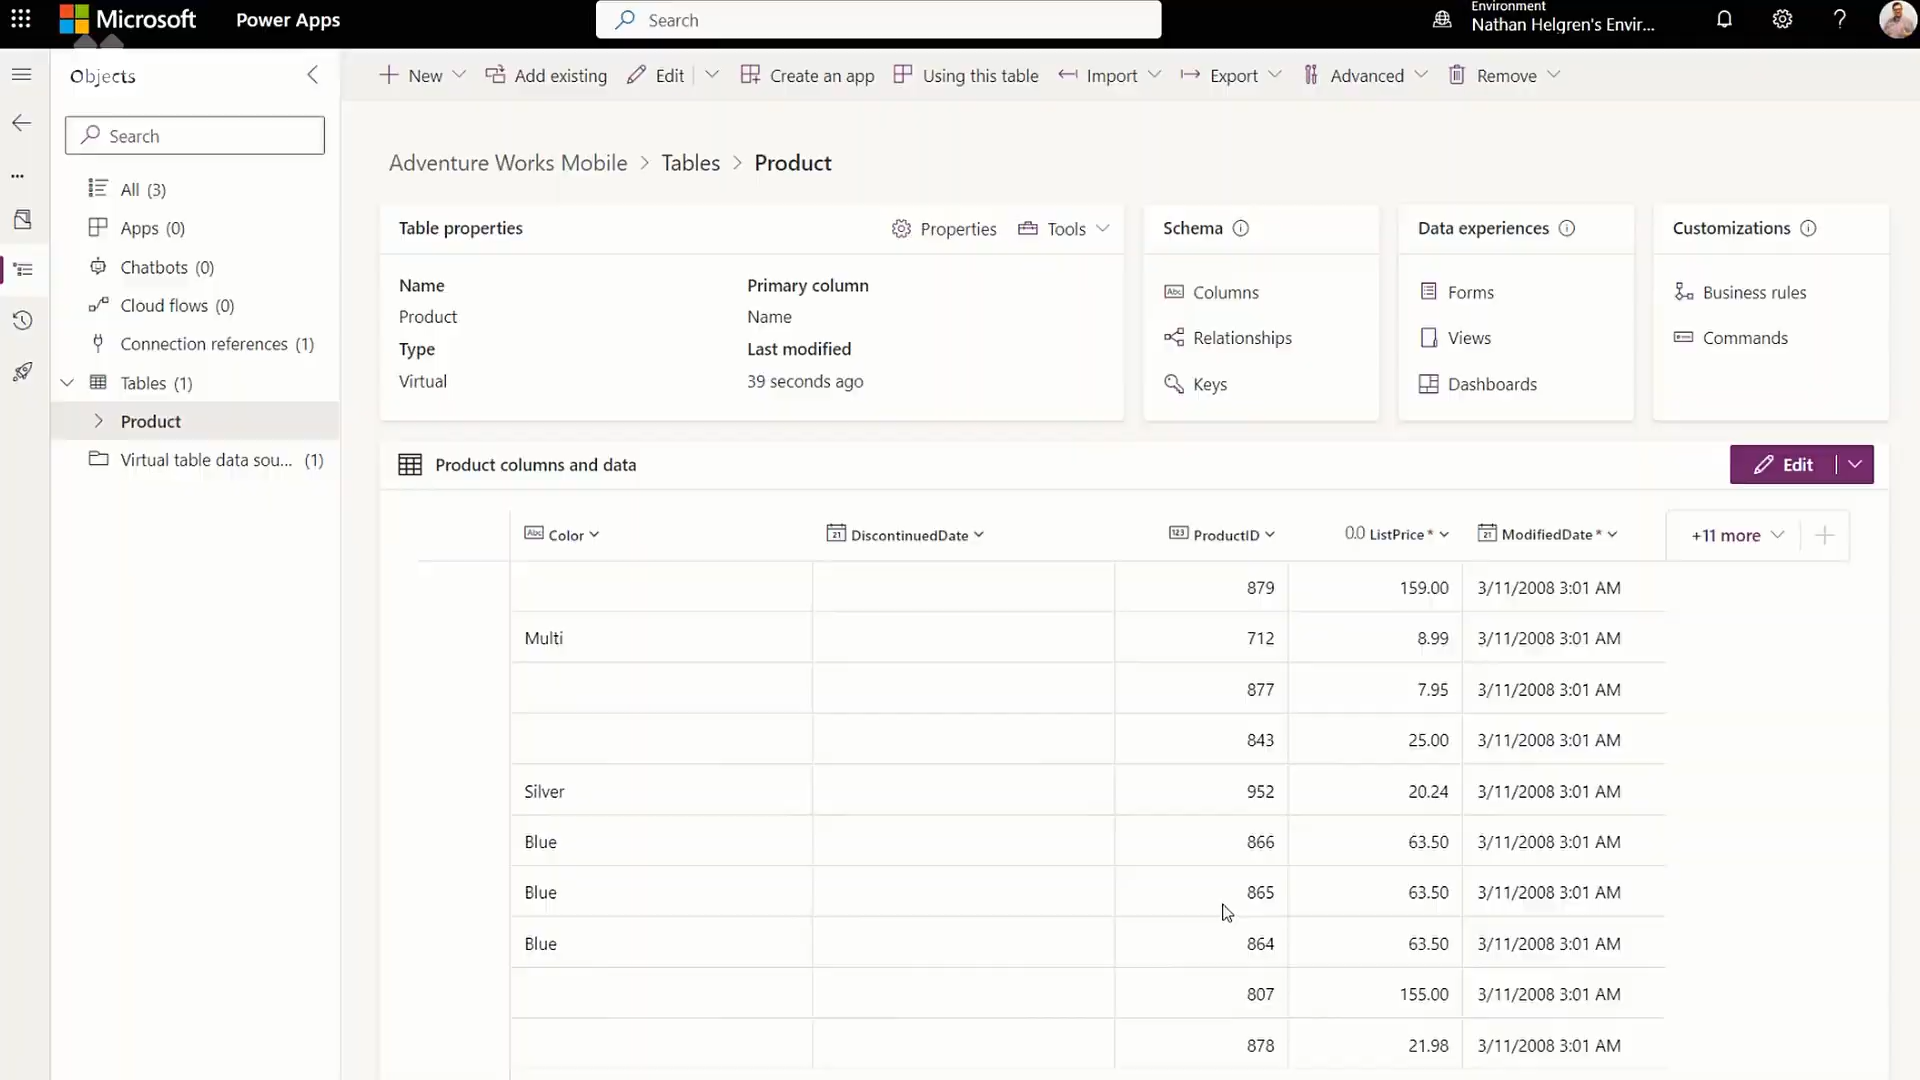 Microsoft Power Apps
Search
Environment
Nathan Helgren's Envir...
Objects
Search
All (3)
Apps (0)
Chatbots (0)
Cloud flows (0)
Connection references (1)
Tables (1)
Product
Virtual table data sou... (1)
New Add existing Edit Create an app Using this table Import Export Advanced Remove
Adventure Works Mobile > Tables > Product
Table properties Properties Tools
Name Primary column
Product Name
Type Last modified
Virtual 39 seconds ago
Schema
Columns
Relationships
Keys
Data experiences
Forms
Views
Dashboards
Customizations
Business rules
Commands
Product columns and data Edit
Color DiscontinuedDate ProductID ListPrice * ModifiedDate * +11 more
879 159.00 3/11/2008 3:01 AM
Multi 712 8.99 3/11/2008 3:01 AM
877 7.95 3/11/2008 3:01 AM
843 25.00 3/11/2008 3:01 AM
Silver 952 20.24 3/11/2008 3:01 AM
Blue 866 63.50 3/11/2008 3:01 AM
Blue 865 63.50 3/11/2008 3:01 AM
Blue 864 63.50 3/11/2008 3:01 AM
807 155.00 3/11/2008 3:01 AM
878 21.98 3/11/2008 3:01 AM